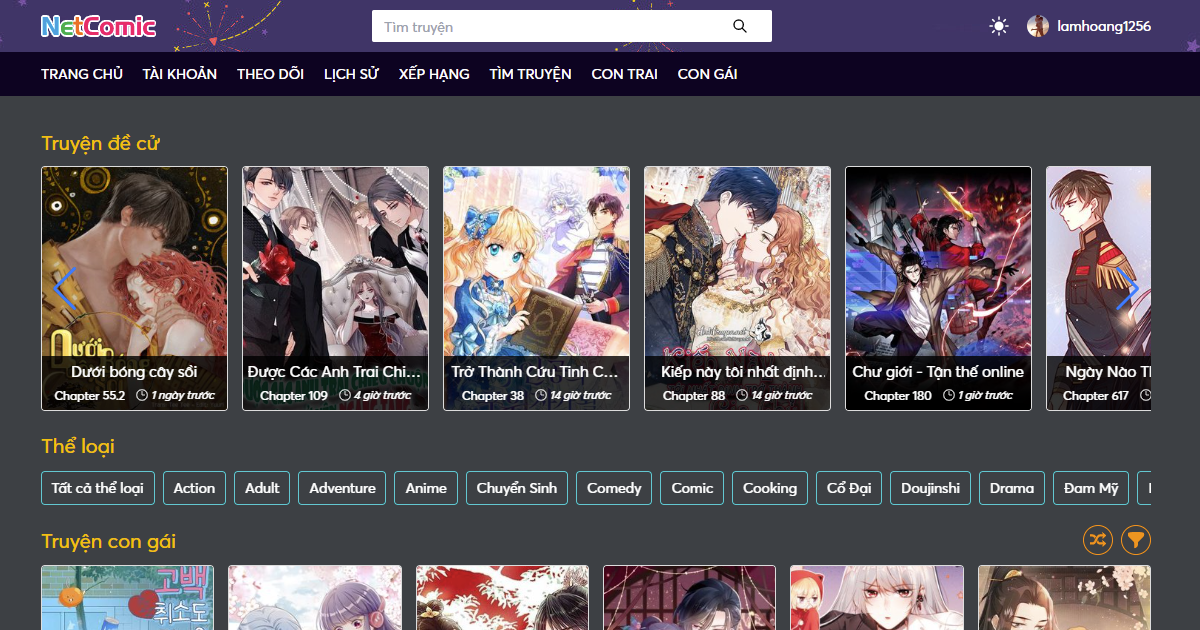 NetComic
Tìm truyện
lamhoang1256
TRANG CHỦ TÀI KHOẢN THEO DÕI LỊCH SỬ XẾP HẠNG TÌM TRUYỆN CON TRAI CON GÁI
Truyện đề cử
Dưới bóng cây sồi
Chapter 55.2 1 ngày trước
Được Các Anh Trai Chi...
Chapter 109 4 giờ trước
Trở Thành Cứu Tinh C...
Chapter 38 14 giờ trước
Kiếp này tôi nhất định...
Chapter 88 14 giờ trước
Chư giới - Tận thế online
Chapter 180 1 giờ trước
Ngày Nào
Chapter 617
Thể loại
Tất cả thể loại Action Adult Adventure Anime Chuyển Sinh Comedy Comic Cooking Cổ Đại Doujinshi Drama Đam Mỹ
Truyện con gái
고백
취소도